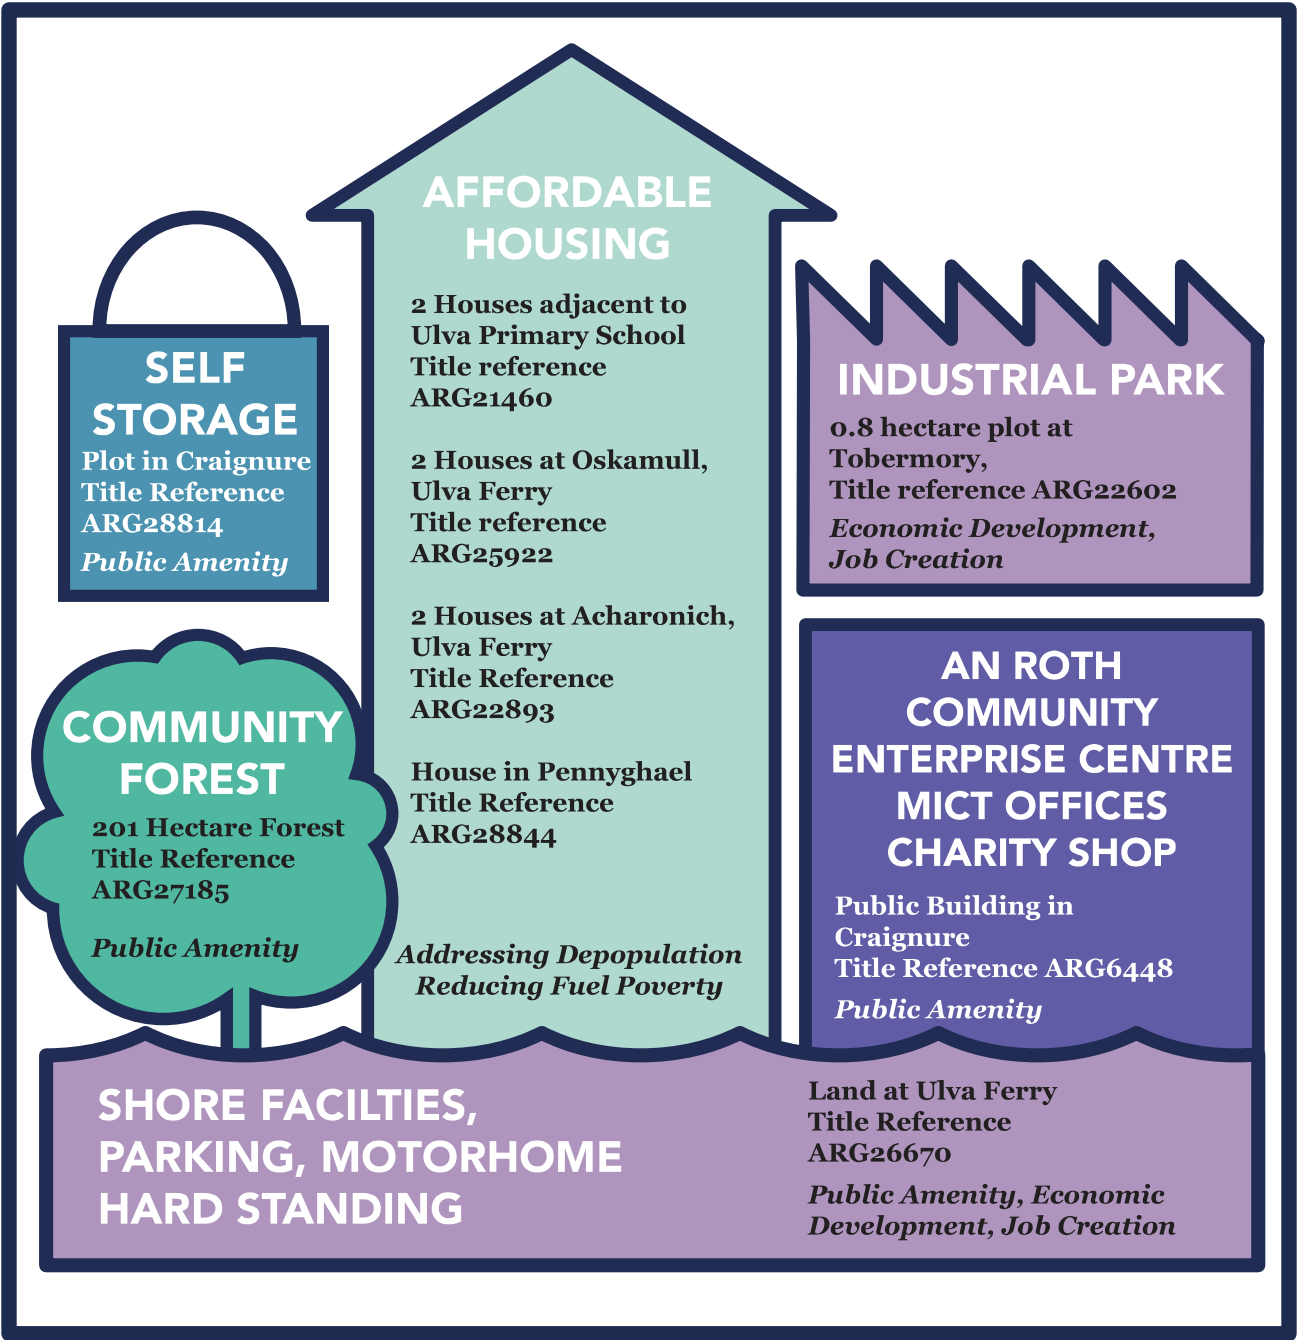 AFFORDABLE
HOUSING
2 Houses adjacent to
Ulva Primary School
Title reference
ARG21460
2 Houses at Oskamull,
Ulva Ferry
Title reference
ARG25922
2 Houses at Acharonich,
Ulva Ferry
Title Reference
ARG22893
House in Pennyghael
Title Reference
ARG28844
Addressing Depopulation
Reducing Fuel Poverty
SELF
STORAGE
Plot in Craignure
Title Reference
ARG28814
Public Amenity
INDUSTRIAL PARK
0.8 hectare plot at
Tobermory,
Title reference ARG22602
Economic Development,
Job Creation
COMMUNITY
FOREST
201 Hectare Forest
Title Reference
ARG27185
Public Amenity
AN ROTH
COMMUNITY
ENTERPRISE CENTRE
MICT OFFICES
CHARITY SHOP
Public Building in
Craignure
Title Reference ARG6448
Public Amenity
SHORE FACILTIES,
PARKING, MOTORHOME
HARD STANDING
Land at Ulva Ferry
Title Reference
ARG26670
Public Amenity, Economic
Development, Job Creation